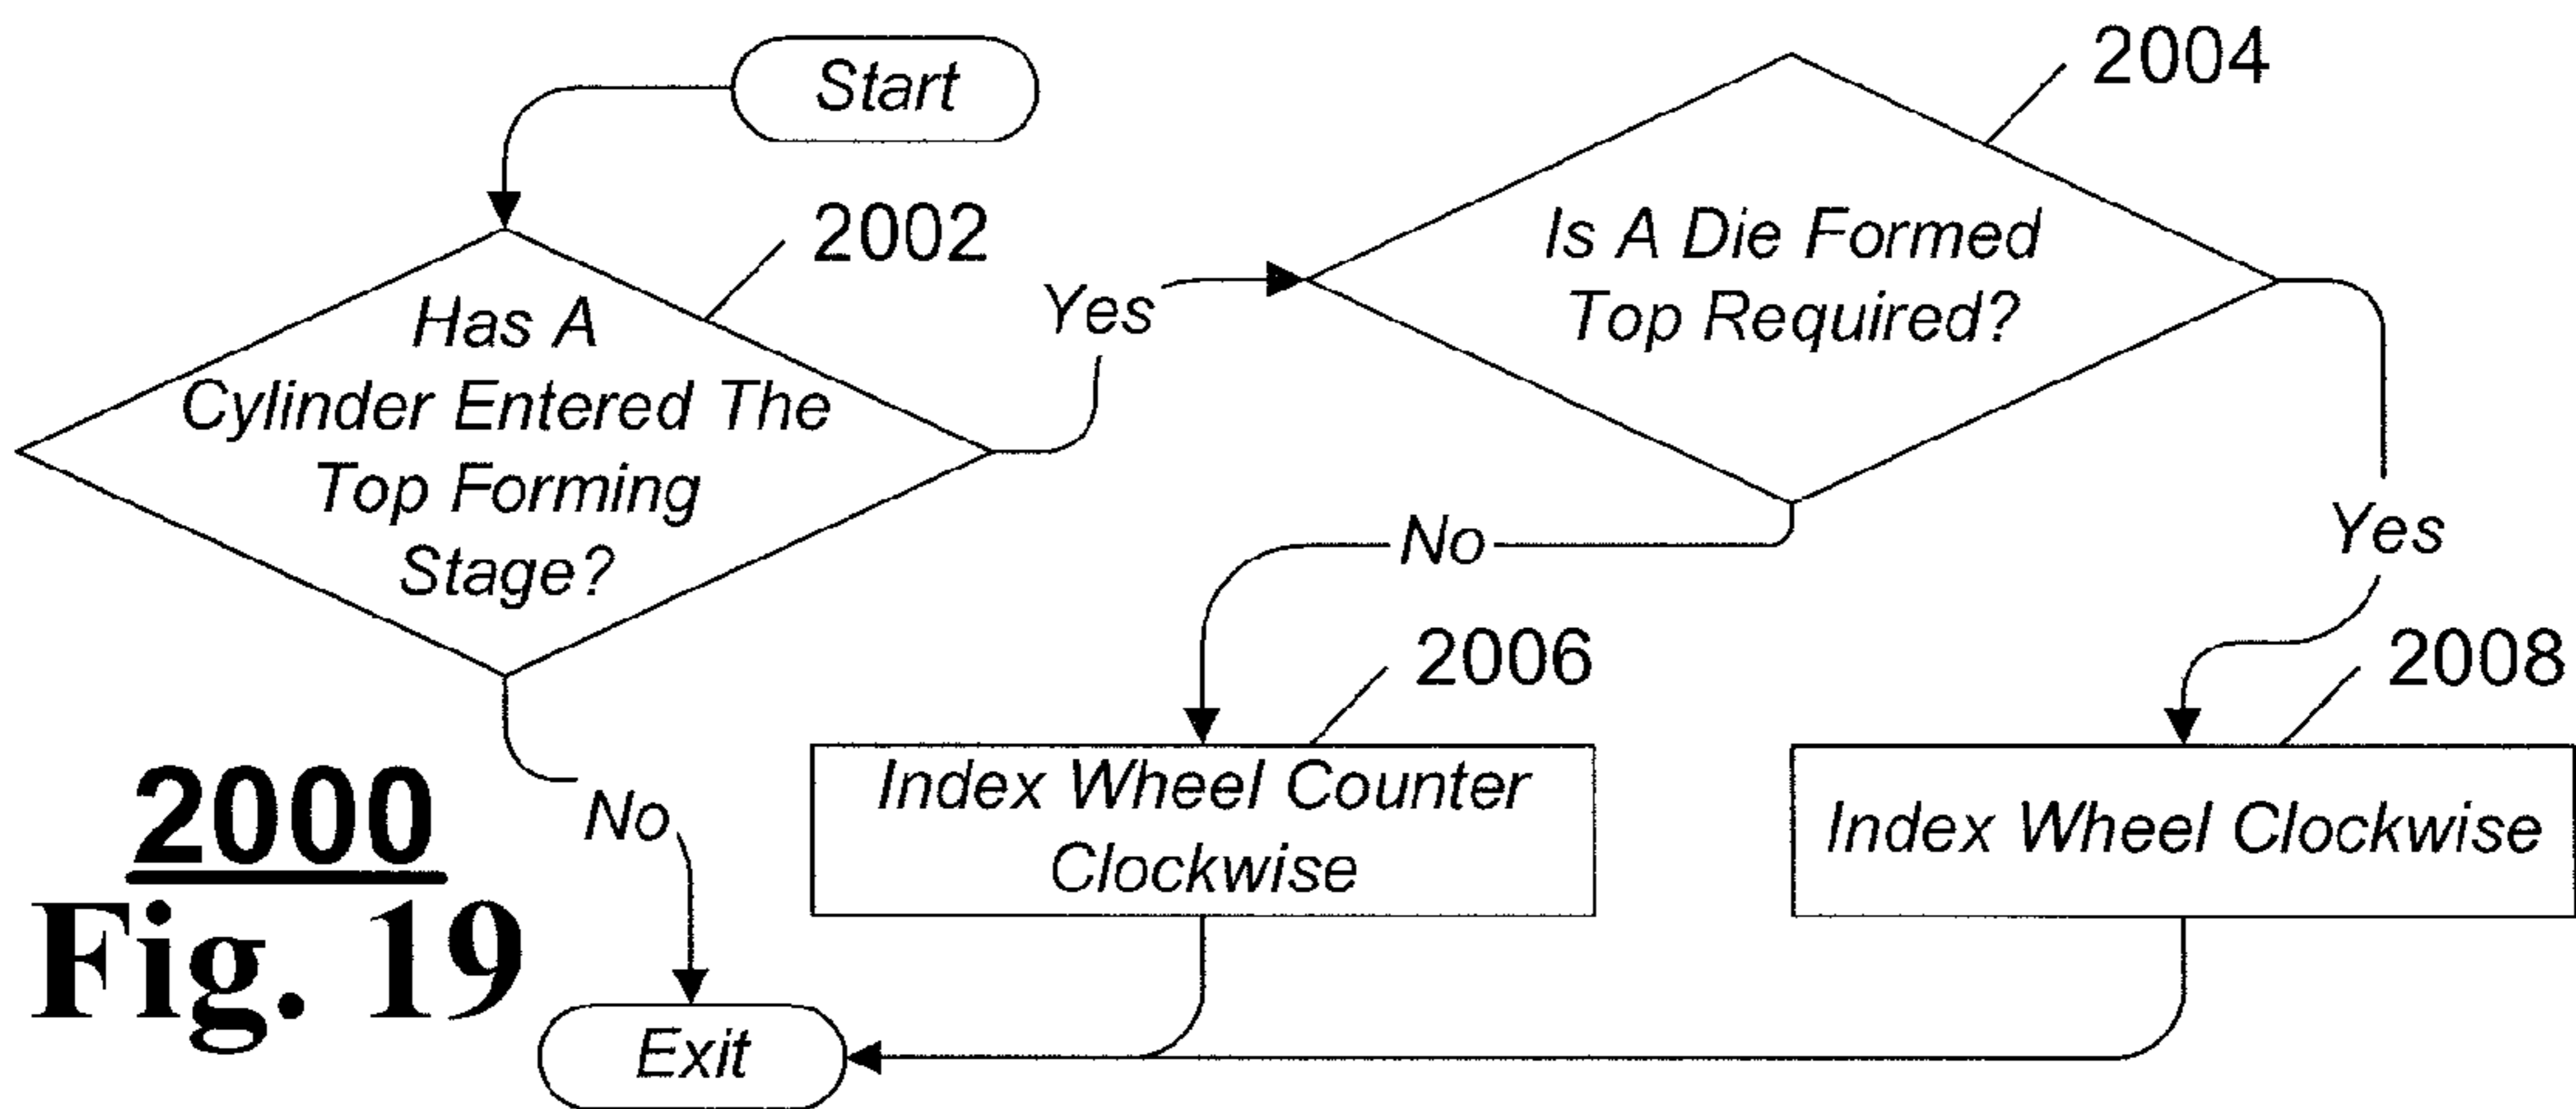 Start
2002
Has A
Cylinder Entered The
Top Forming
Stage?
Yes
2004
Is A Die Formed
Top Required?
No
Yes
2006
Index Wheel Counter
Clockwise
2008
Index Wheel Clockwise
No
Exit
2000
Fig. 19